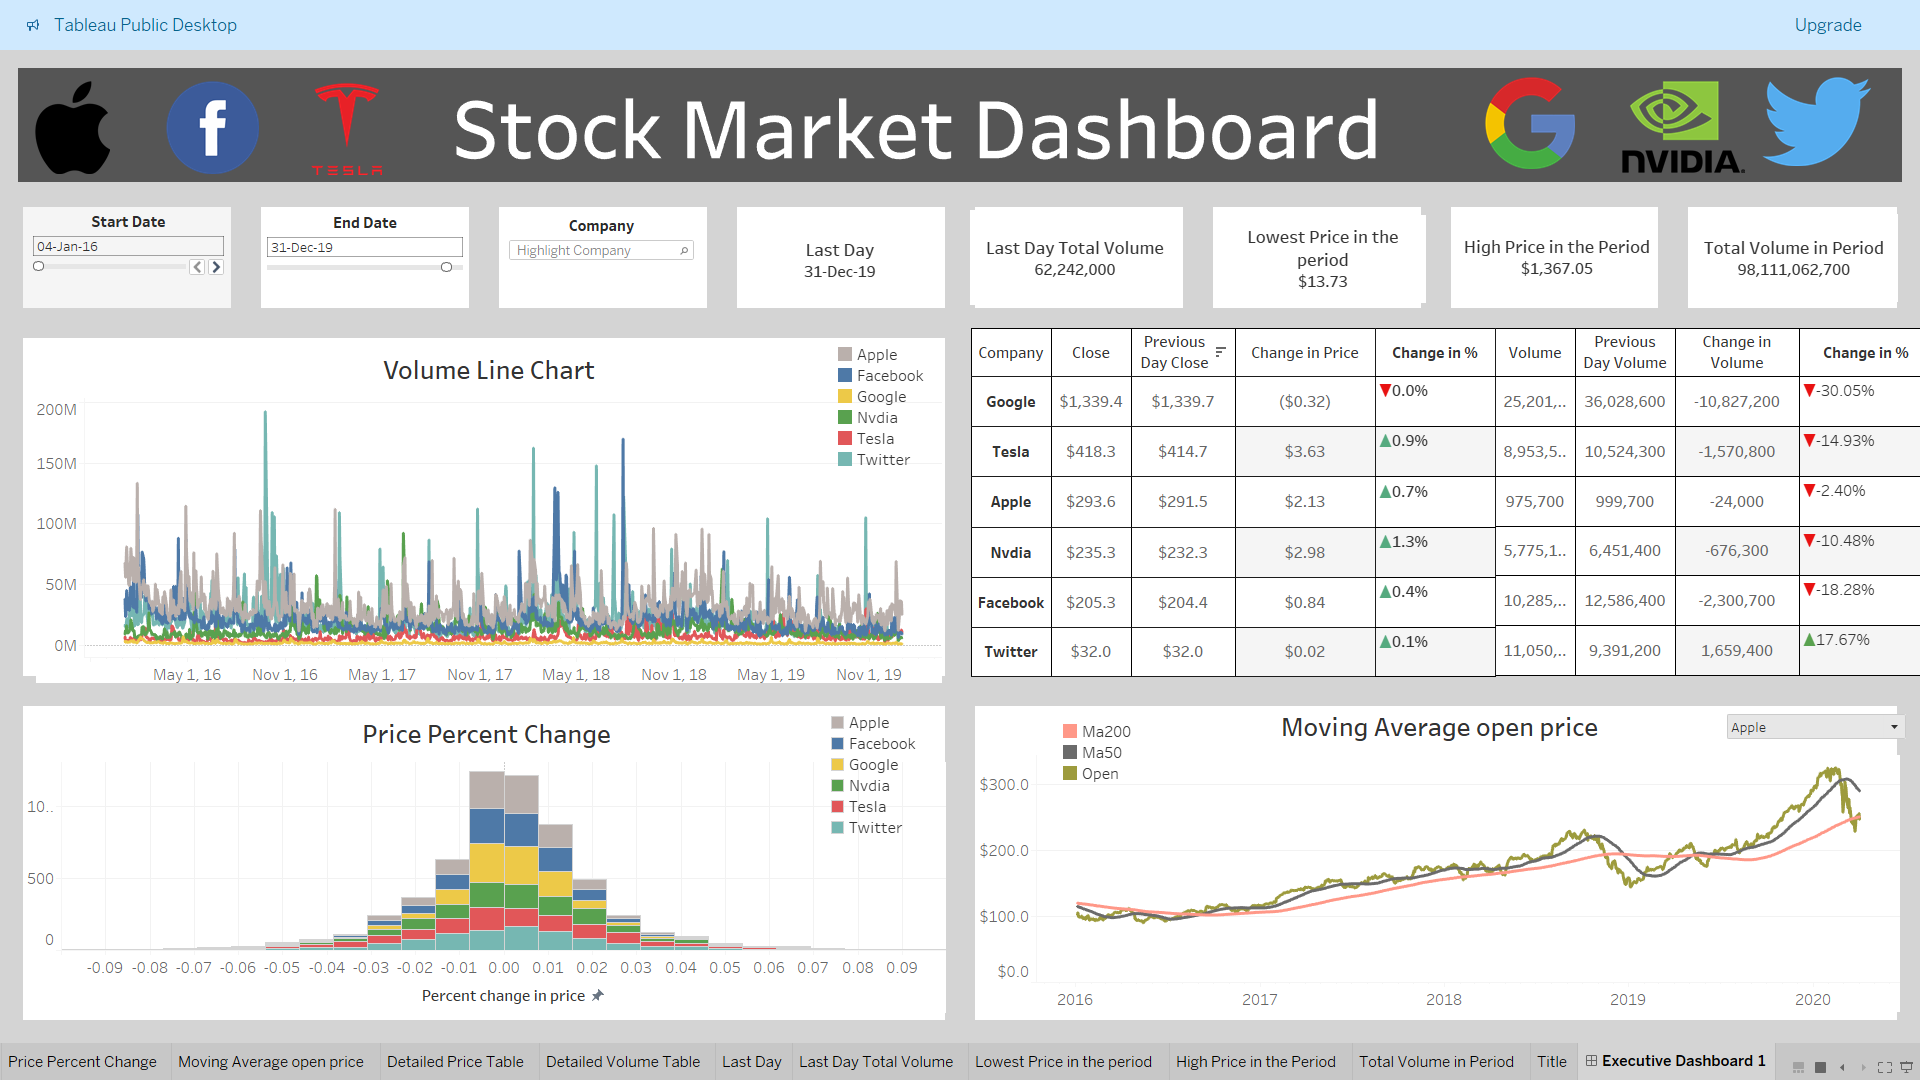 Tableau Public Desktop
Upgrade
f
TESLA
Stock Market Dashboard
NVIDIA.
Start Date
04-Jan-16
End Date
31-Dec-19
Company
Highlight Company
Last Day
31-Dec-19
Last Day Total Volume
62,242,000
Lowest Price in the
period
$13.73
High Price in the Period
$1,367.05
Total Volume in Period
98,111,062,700
Volume Line Chart
Apple
Facebook
Google
Nvdia
Tesla
Twitter
200M
150M
100M
50M
0M
May 1, 16 Nov 1, 16 May 1, 17 Nov 1, 17 May 1, 18 Nov 1, 18 May 1, 19 Nov 1, 19
Company Close Previous Day Close Change in Price Change in % Volume Previous Day Volume Change in Volume Change in %
Google $1,339.4 $1,339.7 ($0.32) ▼0.0% 25,201,.. 36,028,600 -10,827,200 ▼-30.05%
Tesla $418.3 $414.7 $3.63 ▲0.9% 8,953,5.. 10,524,300 -1,570,800 ▼-14.93%
Apple $293.6 $291.5 $2.13 ▲0.7% 975,700 999,700 -24,000 ▼-2.40%
Nvdia $235.3 $232.3 $2.98 ▲1.3% 5,775,1.. 6,451,400 -676,300 ▼-10.48%
Facebook $205.3 $204.4 $0.84 ▲0.4% 10,285,.. 12,586,400 -2,300,700 ▼-18.28%
Twitter $32.0 $32.0 $0.02 ▲0.1% 11,050,.. 9,391,200 1,659,400 ▲17.67%
Price Percent Change
Apple
Facebook
Google
Nvdia
Tesla
Twitter
10..
500
0
-0.09 -0.08 -0.07 -0.06 -0.05 -0.04 -0.03 -0.02 -0.01 0.00 0.01 0.02 0.03 0.04 0.05 0.06 0.07 0.08 0.09
Percent change in price
Moving Average open price
Apple
Ma200
Ma50
Open
$300.0
$200.0
$100.0
$0.0
2016 2017 2018 2019 2020
Price Percent Change Moving Average open price Detailed Price Table Detailed Volume Table Last Day Last Day Total Volume Lowest Price in the period High Price in the Period Total Volume in Period Title Executive Dashboard 1